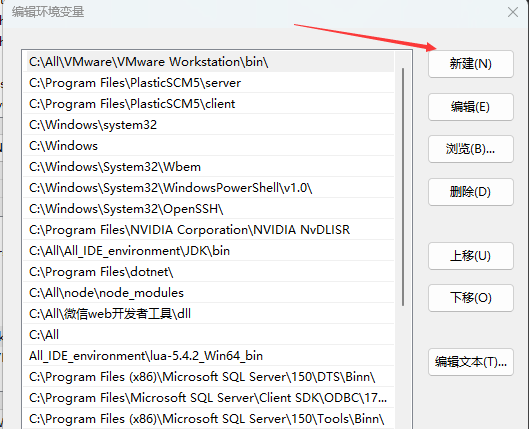 编辑环境变量
C:\All\VMware\VMware Workstation\bin\
新建(N)
C:\Program Files\PlasticSCM5\server
C:\Program Files\PlasticSCM5\client
编辑(E)
C:\Windows\system32
C:\Windows
浏览(B)...
C:\Windows\System32\Wbem
C:\Windows\System32\WindowsPowerShell\v1.0\
删除(D)
C:\Windows\System32\OpenSSH\
C:\Program Files\NVIDIA Corporation\NVIDIA NvDLISR
C:\All\All_IDE_environment\JDK\bin
上移(U)
C:\Program Files\dotnet\
C:\All\node\node_modules
下移(O)
C:\All\微信web开发者工具\dll
C:\All
All_IDE_environment\lua-5.4.2_Win64_bin
编辑文本(T)...
C:\Program Files (x86)\Microsoft SQL Server\150\DTS\Binn\
C:\Program Files\Microsoft SQL Server\Client SDK\ODBC\17...
C:\Program Files (x86)\Microsoft SQL Server\150\Tools\Binn\